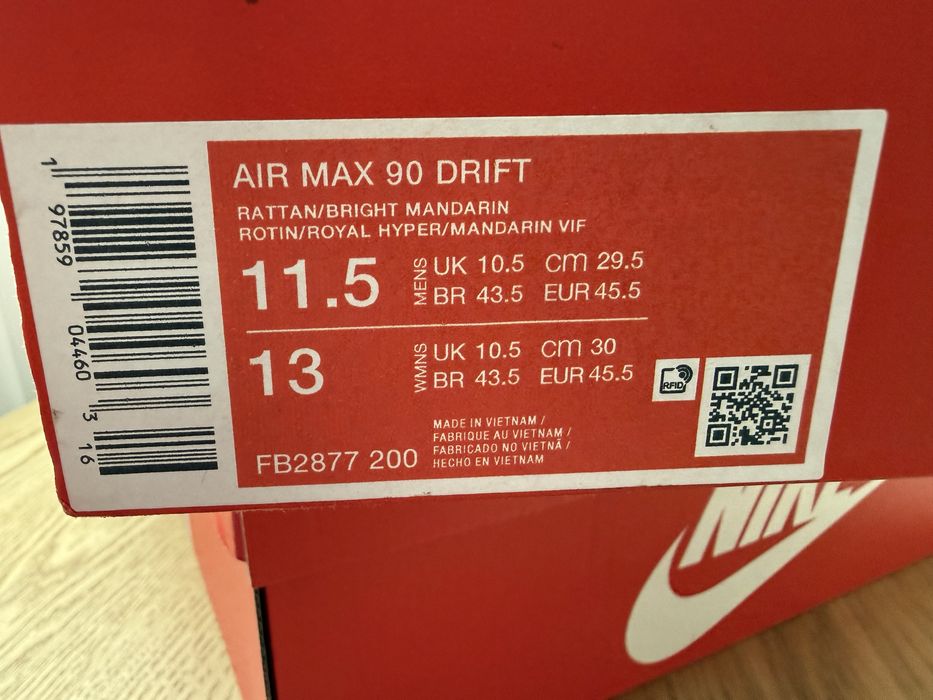 AIR MAX 90 DRIFT
RATTAN/BRIGHT MANDARIN
ROTIN/ROYAL HYPER/MANDARIN VIF
11.5 MENS UK 10.5 CM 29.5
BR 43.5 EUR 45.5
13 WMNS UK 10.5 CM 30
BR 43.5 EUR 45.5
RFID
MADE IN VIETNAM /
FABRIQUE AU VIETNAM /
FABRICADO NO VIETNÃ /
HECHO EN VIETNAM
FB2877 200
1 97859 04460 3 16
NIKE